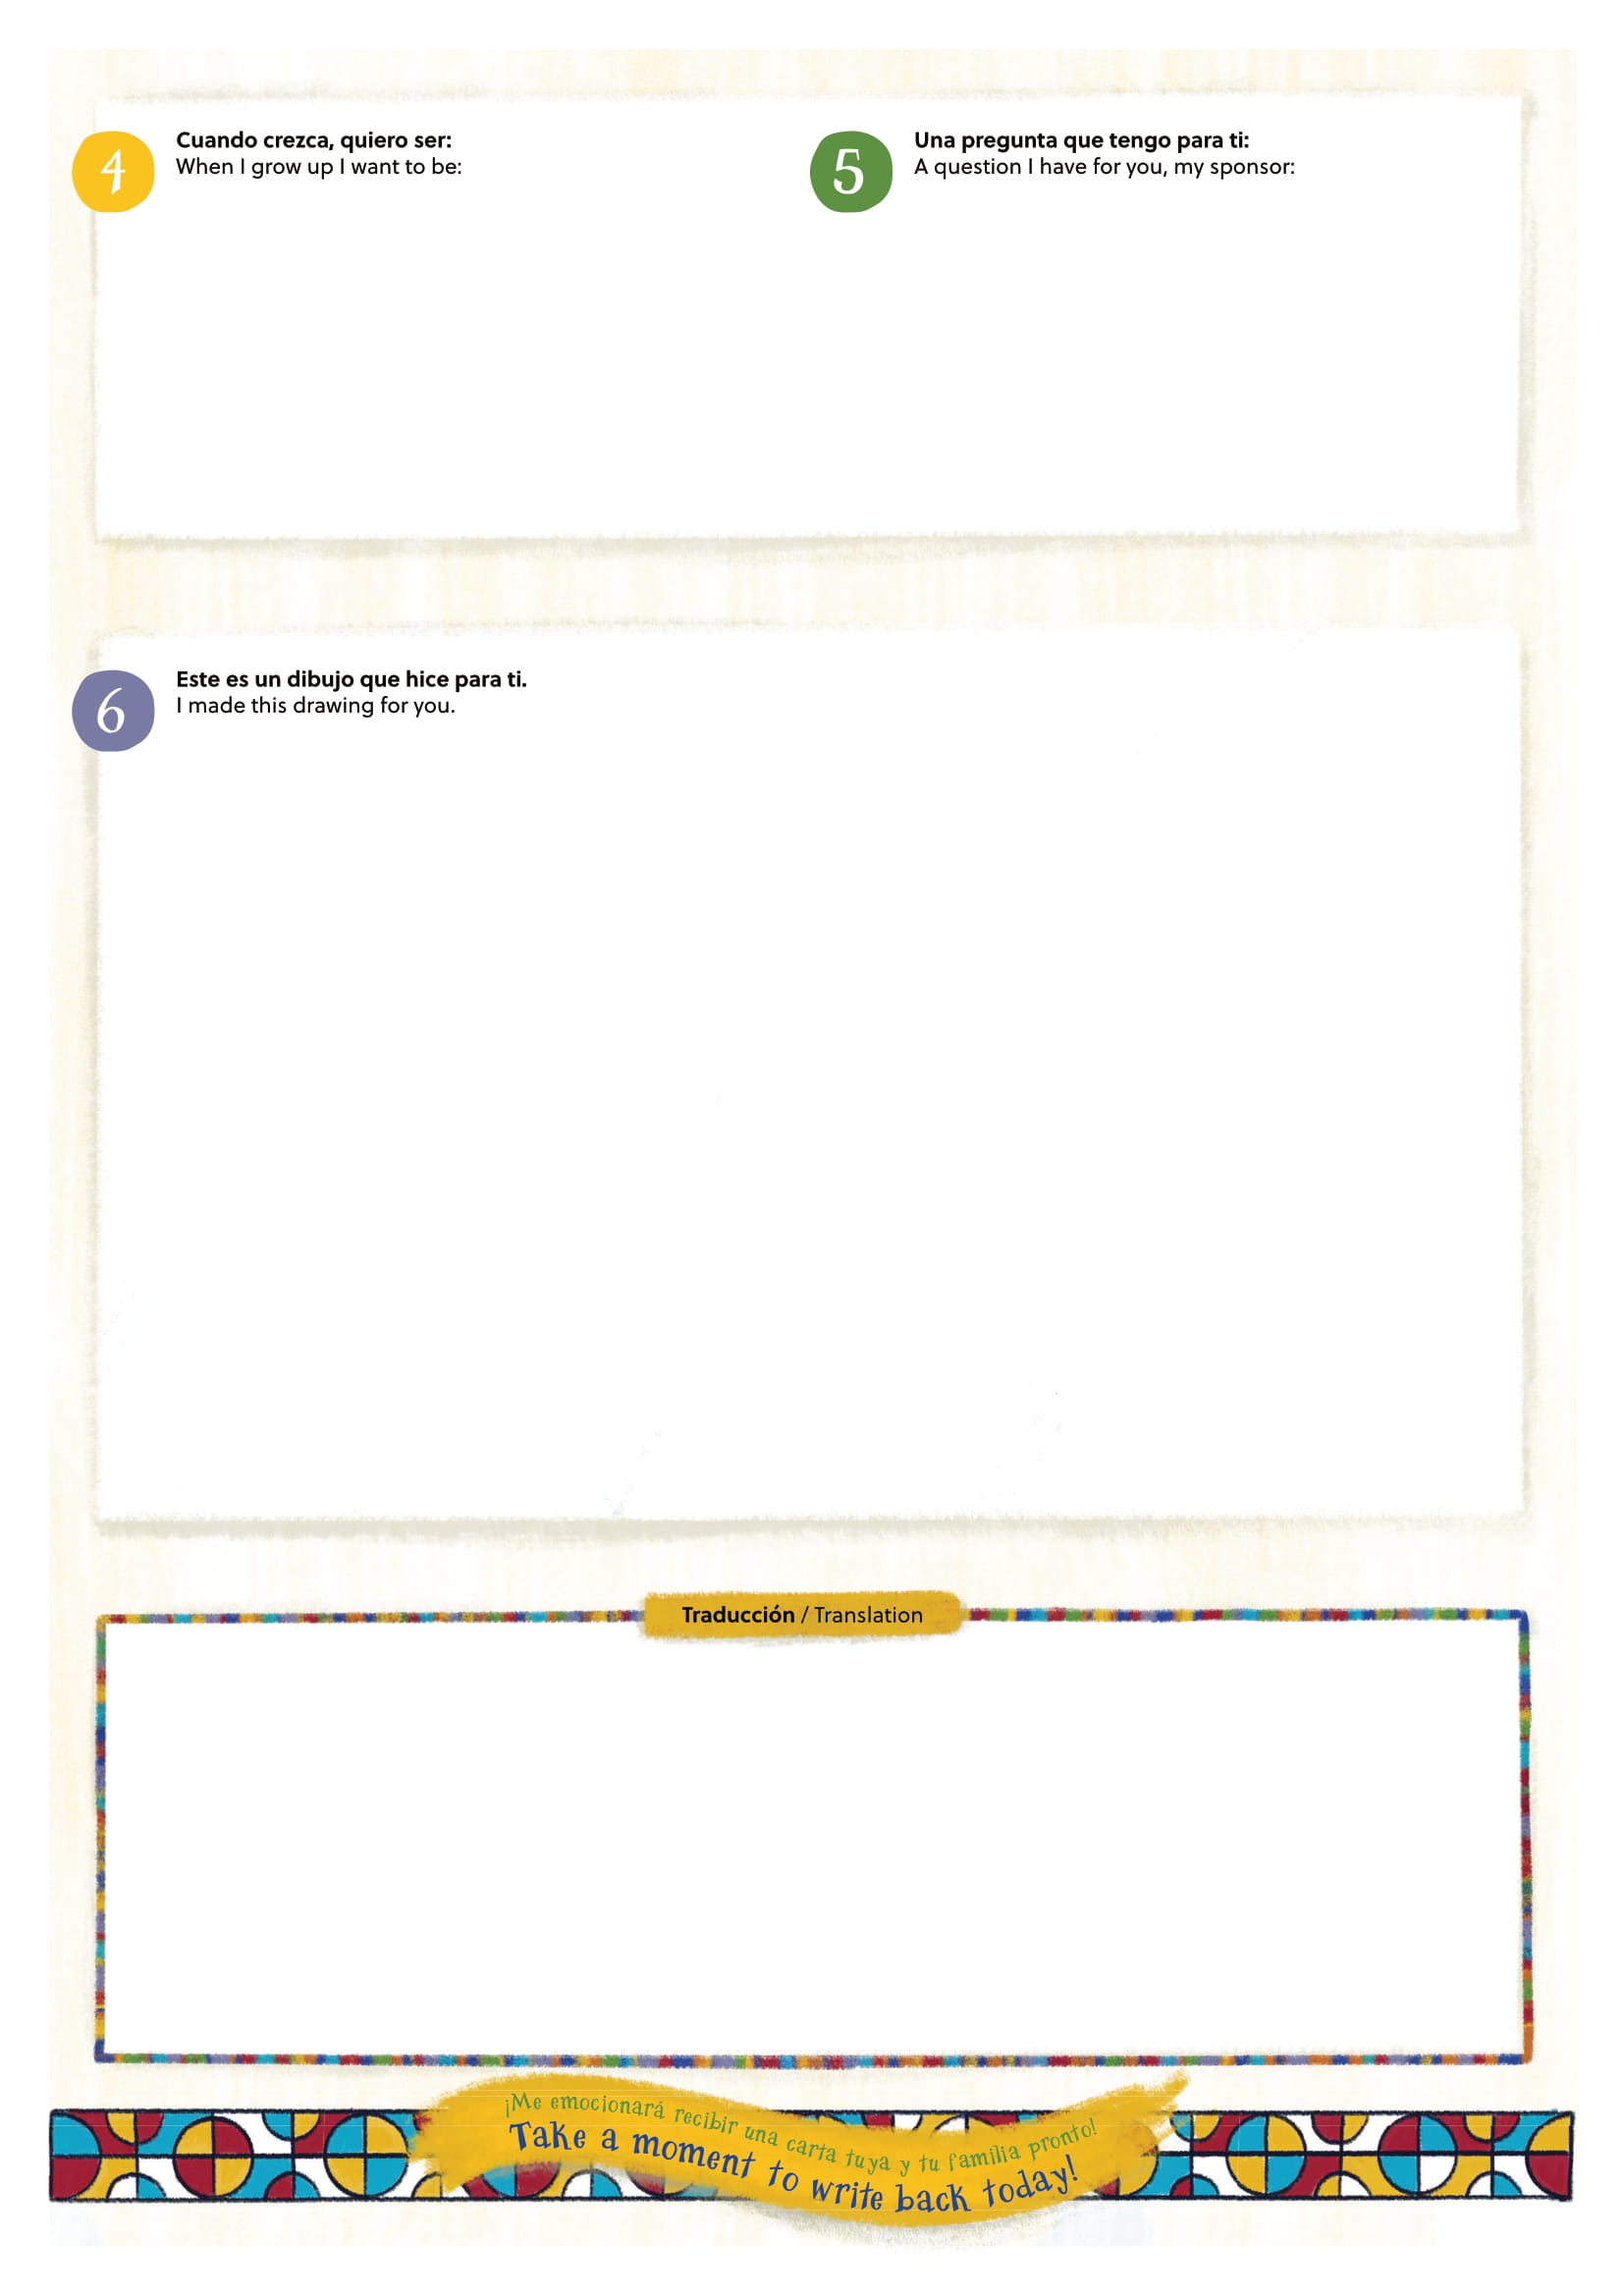 4
Cuando crezca, quiero ser:
When I grow up I want to be:
5
Una pregunta que tengo para ti:
A question I have for you, my sponsor:
6
Este es un dibujo que hice para ti.
I made this drawing for you.
Traducción / Translation
¡Me emocionará recibir una carta tuya y tu familia pronto!
Take a moment to write back today!